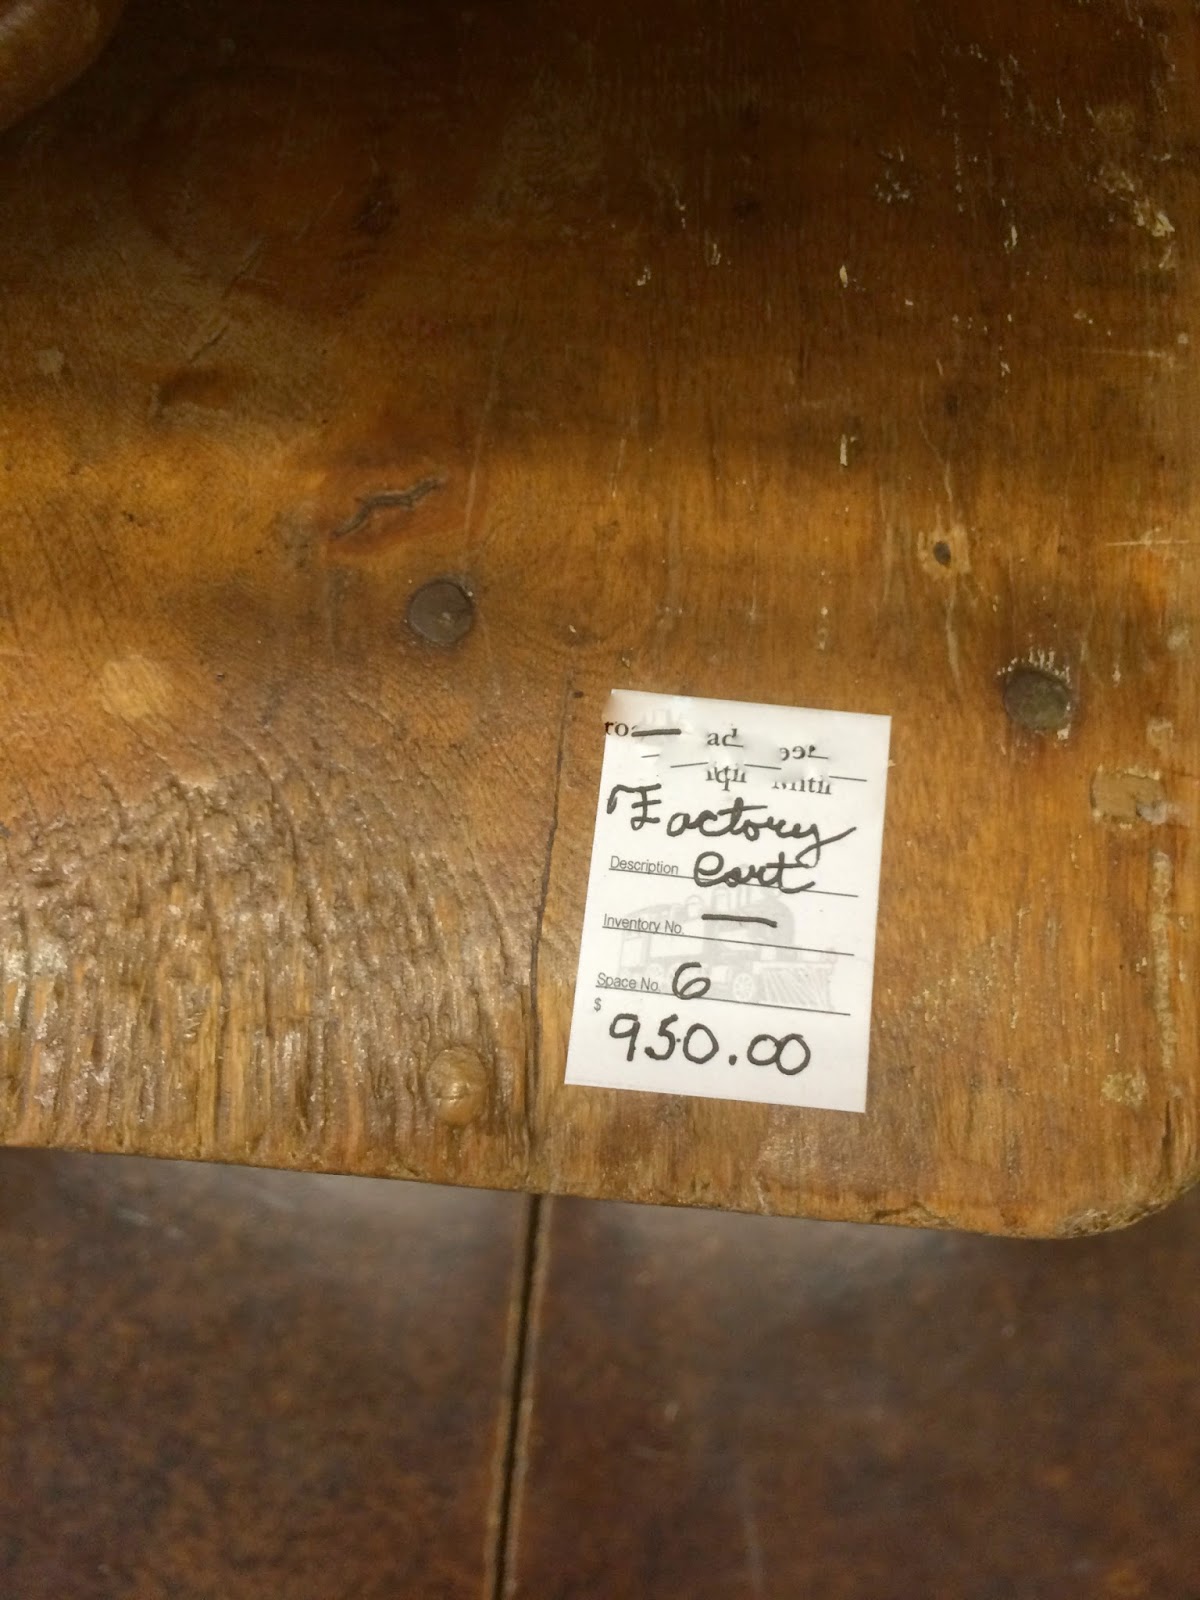 Factory
Description Cart
Inventory No. —
Space No. 6
$
950.00